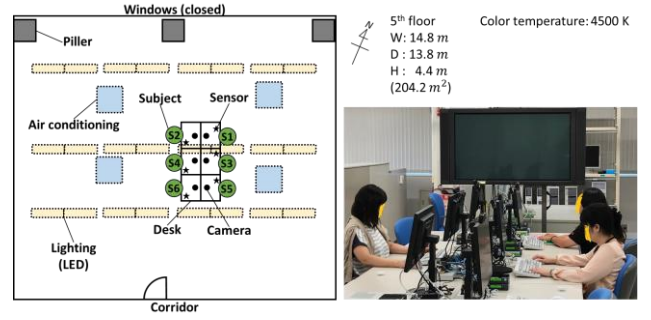 Windows (closed)
Piller
Subject
Sensor
Air conditioning
S2
S1
S4
S3
S6
S5
Desk
Camera
Lighting
(LED)
Corridor
N
5th floor
W: 14.8 m
D : 13.8 m
H : 4.4 m
(204.2 m²)
Color temperature: 4500 K